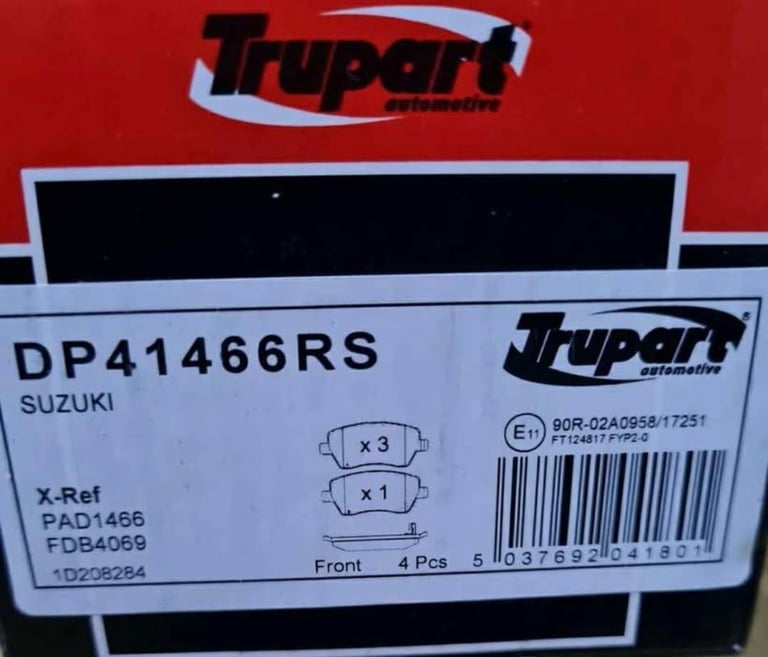 Trupart
automotive
DP41466RS
SUZUKI
Trupart®
automotive
E11 90R-02A0958/17251
FT124817 FYP2-0
x 3
x 1
X-Ref
PAD1466
FDB4069
1D208284
Front 4 Pcs
5 037692 041801